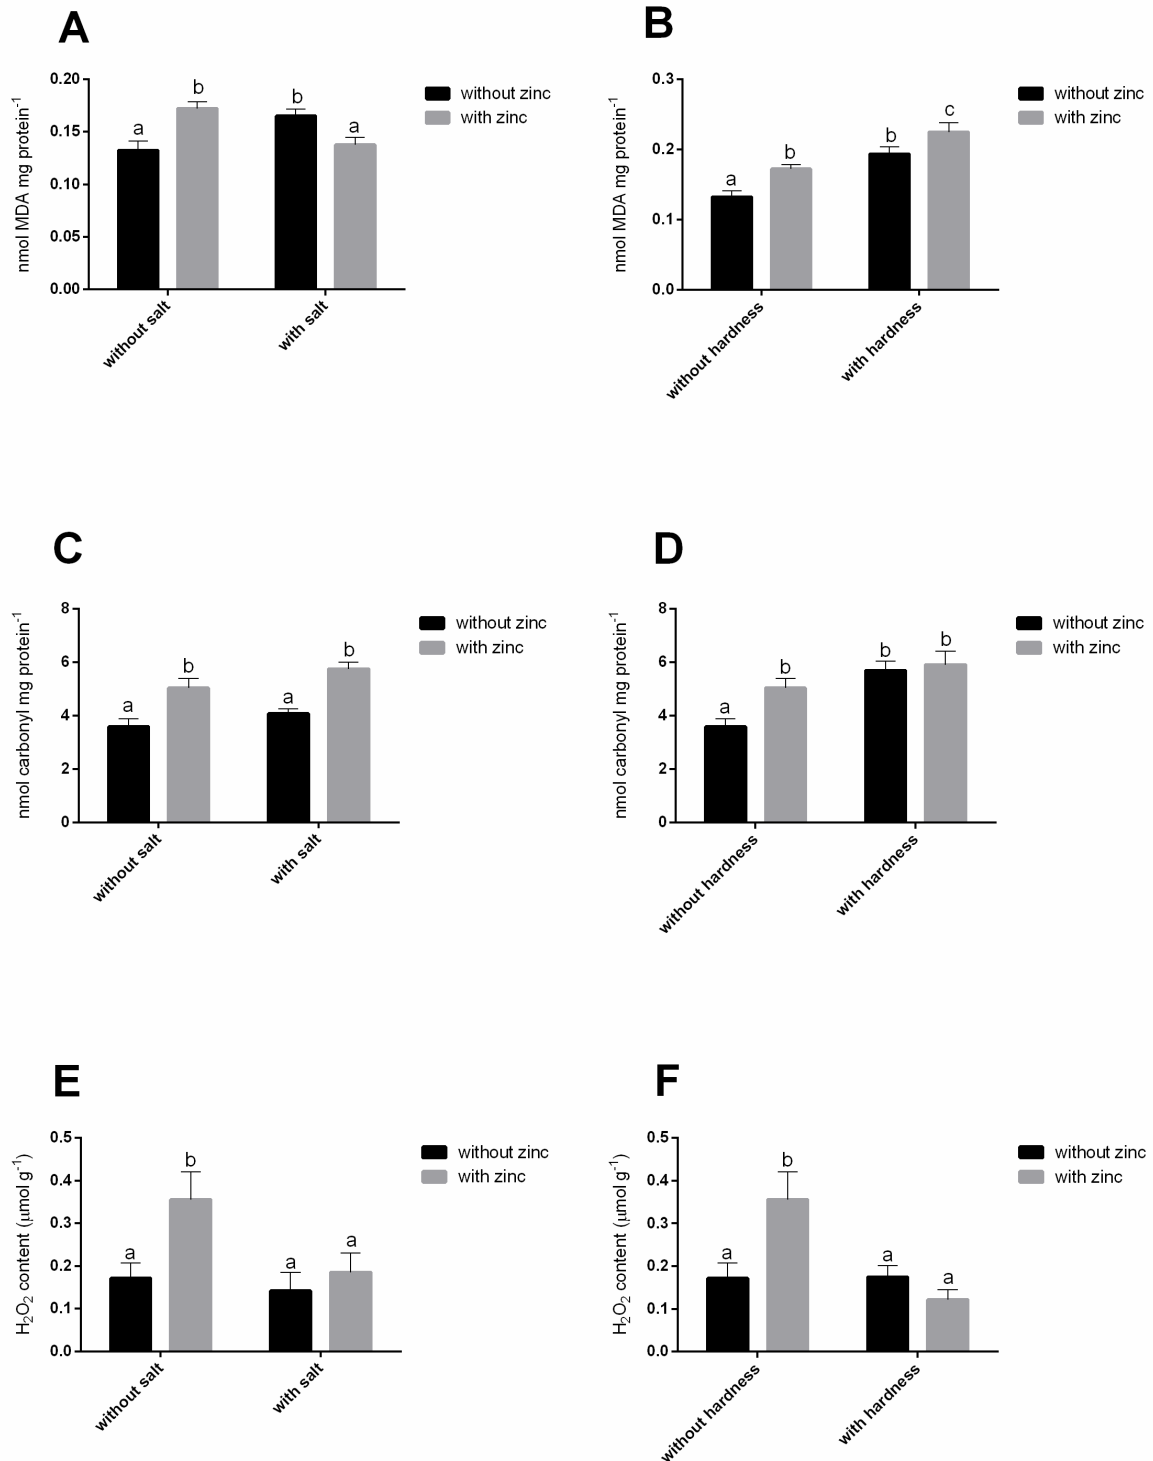 A
nmol MDA mg protein⁻¹
0.20
0.15
0.10
0.05
0.00
a
b
b
a
without zinc
with zinc
without salt
with salt
B
nmol MDA mg protein⁻¹
0.3
0.2
0.1
0.0
a
b
b
c
without zinc
with zinc
without hardness
with hardness
C
nmol carbonyl mg protein⁻¹
8
6
4
2
0
a
b
a
b
without zinc
with zinc
without salt
with salt
D
nmol carbonyl mg protein⁻¹
8
6
4
2
0
a
b
b
b
without zinc
with zinc
without hardness
with hardness
E
H₂O₂ content (μmol g⁻¹)
0.5
0.4
0.3
0.2
0.1
0.0
a
b
a
a
without zinc
with zinc
without salt
with salt
F
H₂O₂ content (μmol g⁻¹)
0.5
0.4
0.3
0.2
0.1
0.0
a
b
a
a
without zinc
with zinc
without hardness
with hardness